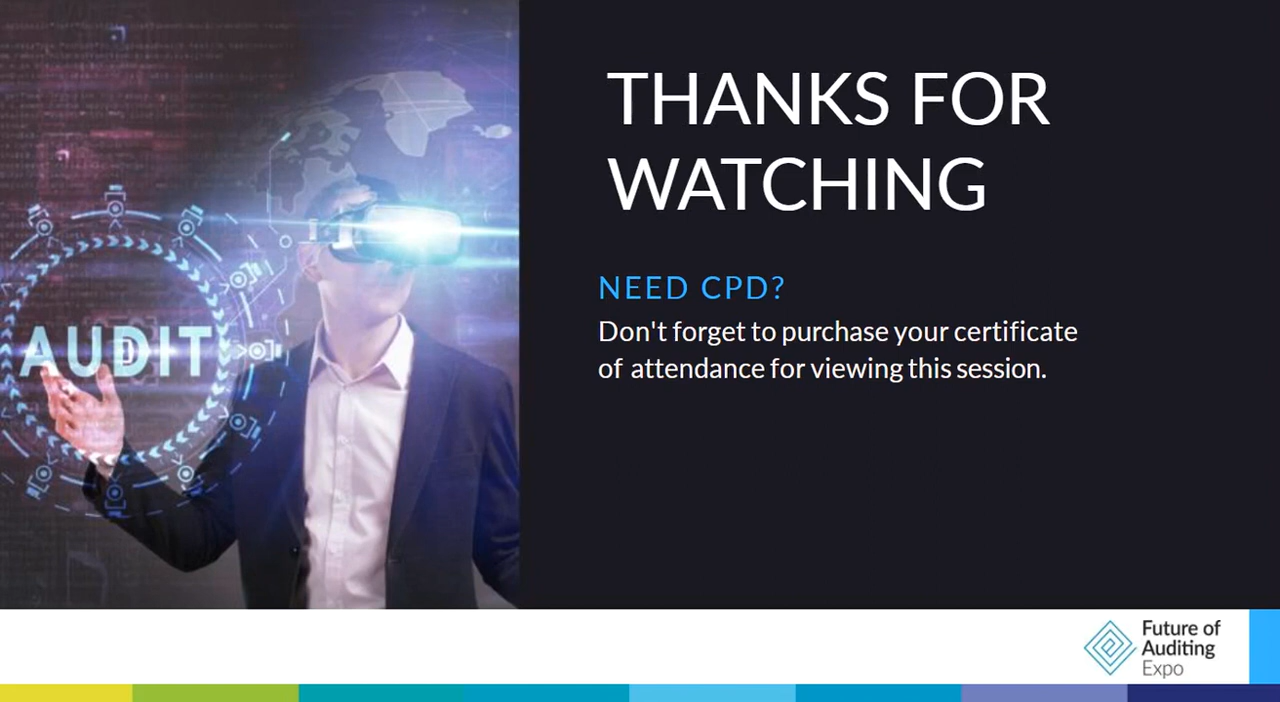 THANKS FOR
WATCHING
NEED CPD?
Don't forget to purchase your certificate
of attendance for viewing this session.
AUDIT
Future of
Auditing
Expo